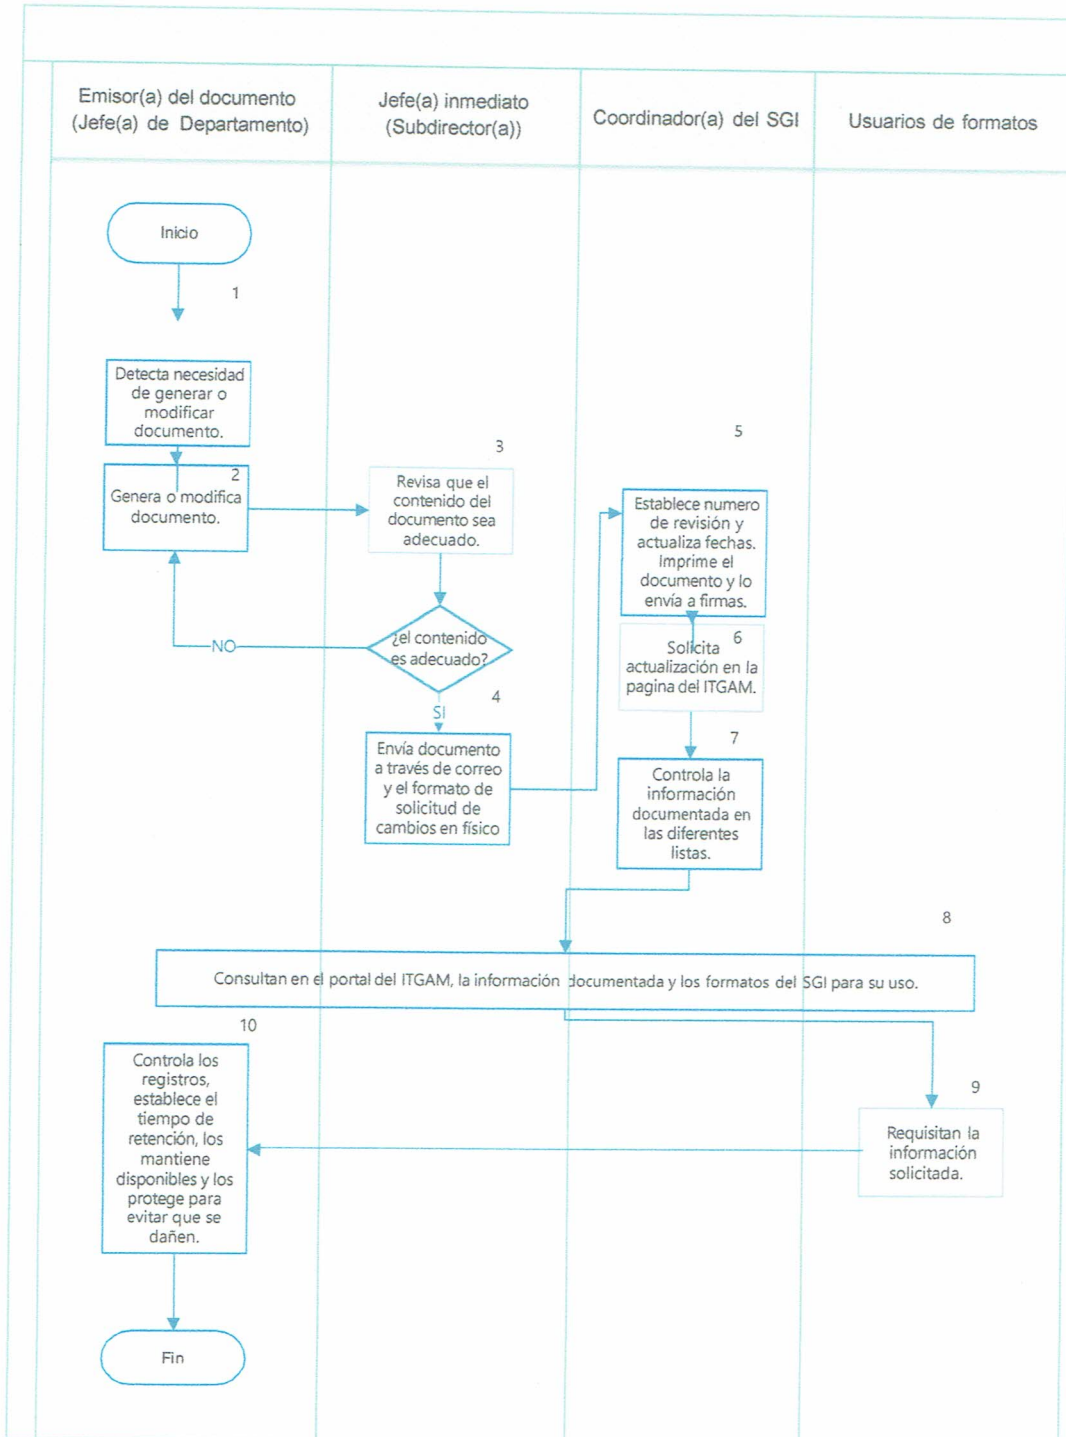 Emisor(a) del documento
(Jefe(a) de Departamento)
Jefe(a) inmediato
(Subdirector(a))
Coordinador(a) del SGI
Usuarios de formatos
Inicio
1
Detecta necesidad
de generar o
modificar
documento.
2
Genera o modifica
documento.
3
Revisa que el
contenido del
documento sea
adecuado.
¿el contenido
es adecuado?
NO
SI
4
Envía documento
a través de correo
y el formato de
solicitud de
cambios en físico
5
Establece numero
de revisión y
actualiza fechas.
Imprime el
documento y lo
envía a firmas.
6
Solicita
actualización en la
pagina del ITGAM.
7
Controla la
información
documentada en
las diferentes
listas.
8
Consultan en el portal del ITGAM, la información documentada y los formatos del SGI para su uso.
9
Requisitan la
información
solicitada.
10
Controla los
registros,
establece el
tiempo de
retención, los
mantiene
disponibles y los
protege para
evitar que se
dañen.
Fin